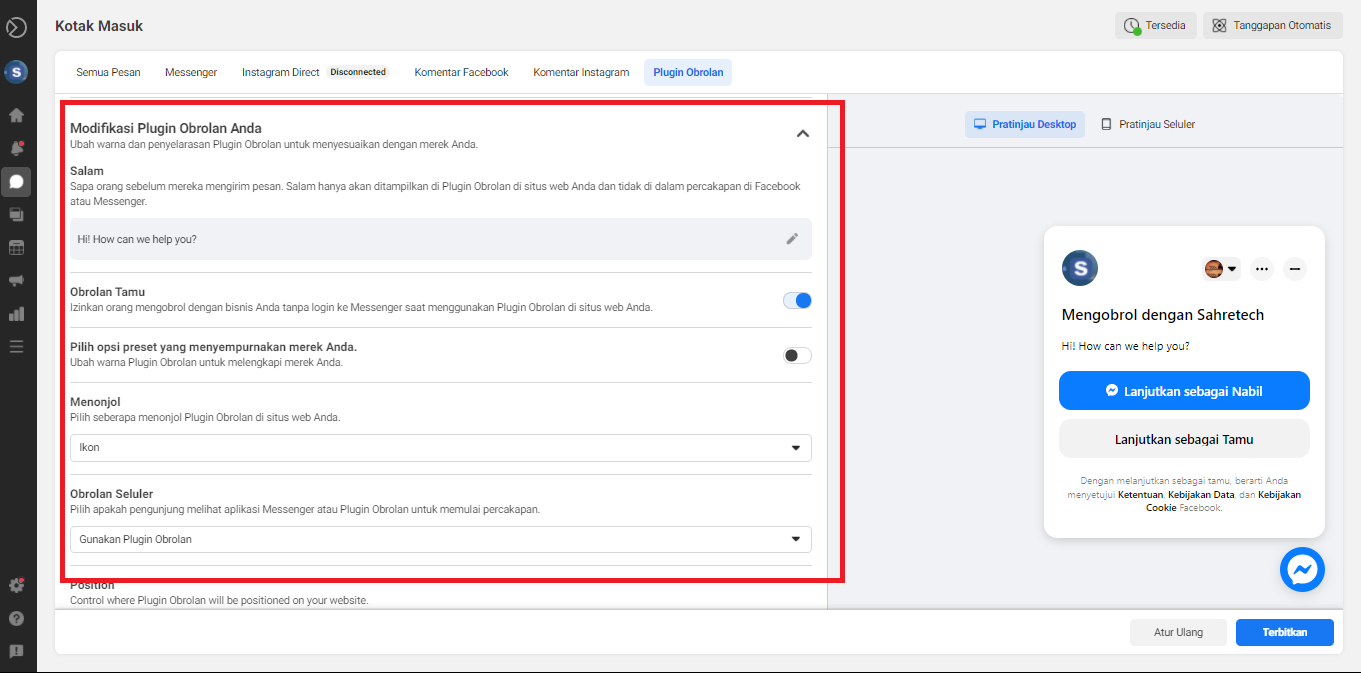 Kotak Masuk
Tersedia
Tanggapan Otomatis
S
Semua Pesan
Messenger
Instagram Direct
Disconnected
Komentar Facebook
Komentar Instagram
Plugin Obrolan
Modifikasi Plugin Obrolan Anda
Ubah warna dan penyelarasan Plugin Obrolan untuk menyesuaikan dengan merek Anda.
Salam
Sapa orang sebelum mereka mengirim pesan. Salam hanya akan ditampilkan di Plugin Obrolan di situs web Anda dan tidak di dalam percakapan di Facebook
atau Messenger.
Hi! How can we help you?
Obrolan Tamu
Izinkan orang mengobrol dengan bisnis Anda tanpa login ke Messenger saat menggunakan Plugin Obrolan di situs web Anda.
Pilih opsi preset yang menyempurnakan merek Anda.
Ubah warna Plugin Obrolan untuk melengkapi merek Anda.
Menonjol
Pilih seberapa menonjol Plugin Obrolan di situs web Anda.
Ikon
Obrolan Seluler
Pilih apakah pengunjung melihat aplikasi Messenger atau Plugin Obrolan untuk memulai percakapan.
Gunakan Plugin Obrolan
Position
Control where Plugin Obrolan will be positioned on your website.
Pratinjau Desktop
Pratinjau Seluler
S
Mengobrol dengan Sahretech
Hi! How can we help you?
Lanjutkan sebagai Nabil
Lanjutkan sebagai Tamu
Dengan melanjutkan sebagai tamu, berarti Anda
menyetujui Ketentuan, Kebijakan Data, dan Kebijakan
Cookie Facebook.
Atur Ulang
Terbitkan